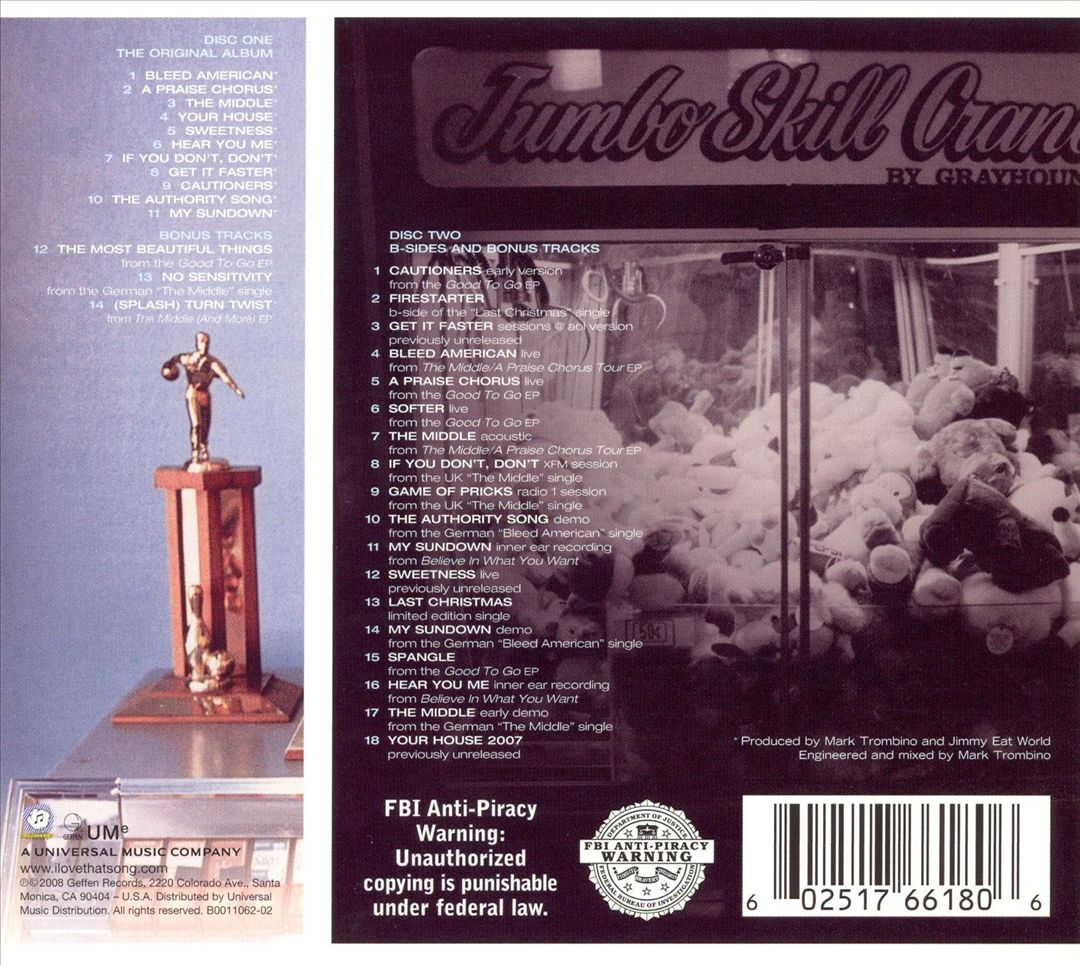 DISC ONE
THE ORIGINAL ALBUM
1 BLEED AMERICAN*
2 A PRAISE CHORUS*
3 THE MIDDLE*
4 YOUR HOUSE*
5 SWEETNESS*
6 HEAR YOU ME*
7 IF YOU DON'T, DON'T*
8 GET IT FASTER*
9 CAUTIONERS*
10 THE AUTHORITY SONG*
11 MY SUNDOWN*
BONUS TRACKS
12 THE MOST BEAUTIFUL THINGS
from the Good To Go EP
13 NO SENSITIVITY
from the German "The Middle" single
14 (SPLASH) TURN TWIST
from The Middle (And More) EP
GEFFEN UMe
A UNIVERSAL MUSIC COMPANY
www.ilovethatsong.com
℗©2008 Geffen Records, 2220 Colorado Ave., Santa
Monica, CA 90404 – U.S.A. Distributed by Universal
Music Distribution. All rights reserved. B0011062-02
Jumbo Skill Crane
BY GRAYHOUN
DISC TWO
B-SIDES AND BONUS TRACKS
1 CAUTIONERS early version
from the Good To Go EP
2 FIRESTARTER
b-side of the "Last Christmas" single
3 GET IT FASTER sessions @ aol version
previously unreleased
4 BLEED AMERICAN live
from The Middle/A Praise Chorus Tour EP
5 A PRAISE CHORUS live
from the Good To Go EP
6 SOFTER live
from the Good To Go EP
7 THE MIDDLE acoustic
from The Middle/A Praise Chorus Tour EP
8 IF YOU DON'T, DON'T XFM session
from the UK "The Middle" single
9 GAME OF PRICKS radio 1 session
from the UK "The Middle" single
10 THE AUTHORITY SONG demo
from the German "Bleed American" single
11 MY SUNDOWN inner ear recording
from Believe In What You Want
12 SWEETNESS live
previously unreleased
13 LAST CHRISTMAS
limited edition single
14 MY SUNDOWN demo
from the German "Bleed American" single
15 SPANGLE
from the Good To Go EP
16 HEAR YOU ME inner ear recording
from Believe In What You Want
17 THE MIDDLE early demo
from the German "The Middle" single
18 YOUR HOUSE 2007
previously unreleased
* Produced by Mark Trombino and Jimmy Eat World
Engineered and mixed by Mark Trombino
FBI Anti-Piracy
Warning:
Unauthorized
copying is punishable
under federal law.
DEPARTMENT OF JUSTICE
FBI ANTI-PIRACY
WARNING
FEDERAL BUREAU OF INVESTIGATION
6 02517 66180 6